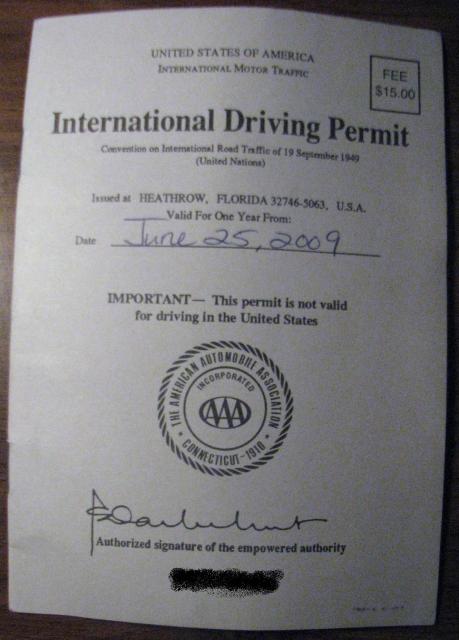 UNITED STATES OF AMERICA
INTERNATIONAL MOTOR TRAFFIC
FEE
$15.00
International Driving Permit
Convention on International Road Traffic of 19 September 1949
(United Nations)
Issued at HEATHROW, FLORIDA 32746-5063, U.S.A.
Valid For One Year From:
Date June 25, 2009
IMPORTANT— This permit is not valid
for driving in the United States
THE AMERICAN AUTOMOBILE ASSOCIATION
INCORPORATED
AAA
CONNECTICUT-1910
Authorized signature of the empowered authority